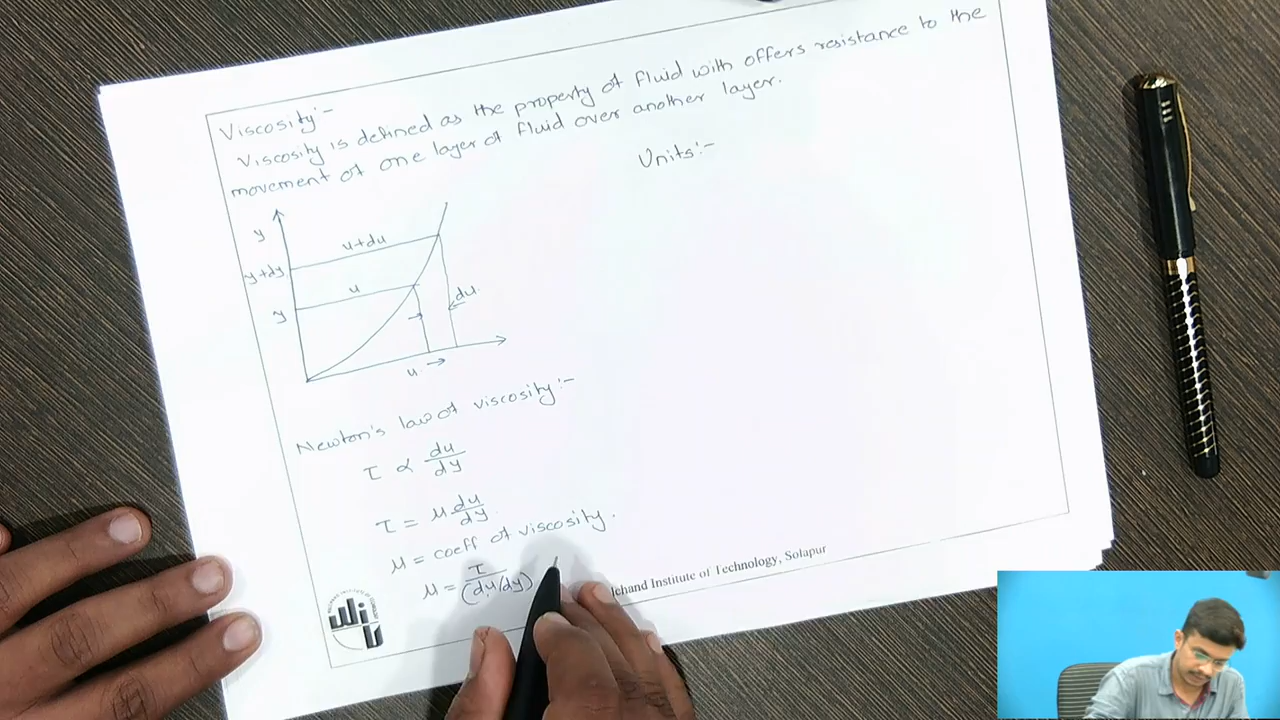 Viscosity:-
Viscosity is defined as the property of fluid with offers resistance to the
movement of one layer of fluid over another layer.
Units:-
y
u+du
y+dy
u
y
du
u →
Newton's law of viscosity:-
τ ∝ du/dy
τ = μ du/dy
μ = coeff of viscosity.
μ = τ/(du/dy)
lchand Institute of Technology, Solapur